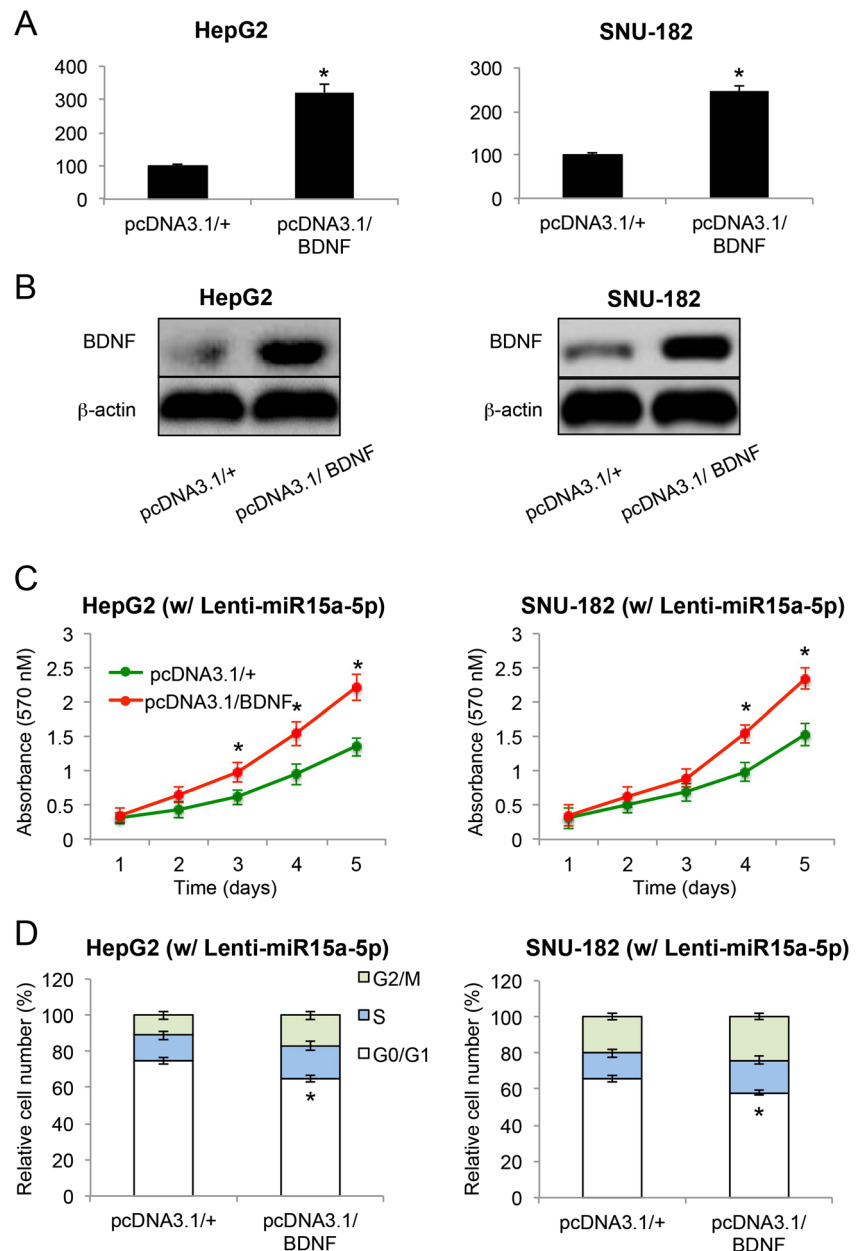 A
HepG2
SNU-182
400
300
200
100
0
*
pcDNA3.1/+
pcDNA3.1/
BDNF
300
200
100
0
*
pcDNA3.1/+
pcDNA3.1/
BDNF
B
HepG2
SNU-182
BDNF
β-actin
pcDNA3.1/+
pcDNA3.1/ BDNF
BDNF
β-actin
pcDNA3.1/+
pcDNA3.1/ BDNF
C
HepG2 (w/ Lenti-miR15a-5p)
Absorbance (570 nM)
3
2.5
2
1.5
1
0.5
0
pcDNA3.1/+
pcDNA3.1/BDNF
*
*
*
1 2 3 4 5
Time (days)
SNU-182 (w/ Lenti-miR15a-5p)
Absorbance (570 nM)
3
2.5
2
1.5
1
0.5
0
*
*
1 2 3 4 5
Time (days)
D
HepG2 (w/ Lenti-miR15a-5p)
Relative cell number (%)
120
100
80
60
40
20
0
G2/M
S
G0/G1
*
pcDNA3.1/+
pcDNA3.1/
BDNF
SNU-182 (w/ Lenti-miR15a-5p)
Relative cell number (%)
120
100
80
60
40
20
0
*
pcDNA3.1/+
pcDNA3.1/
BDNF